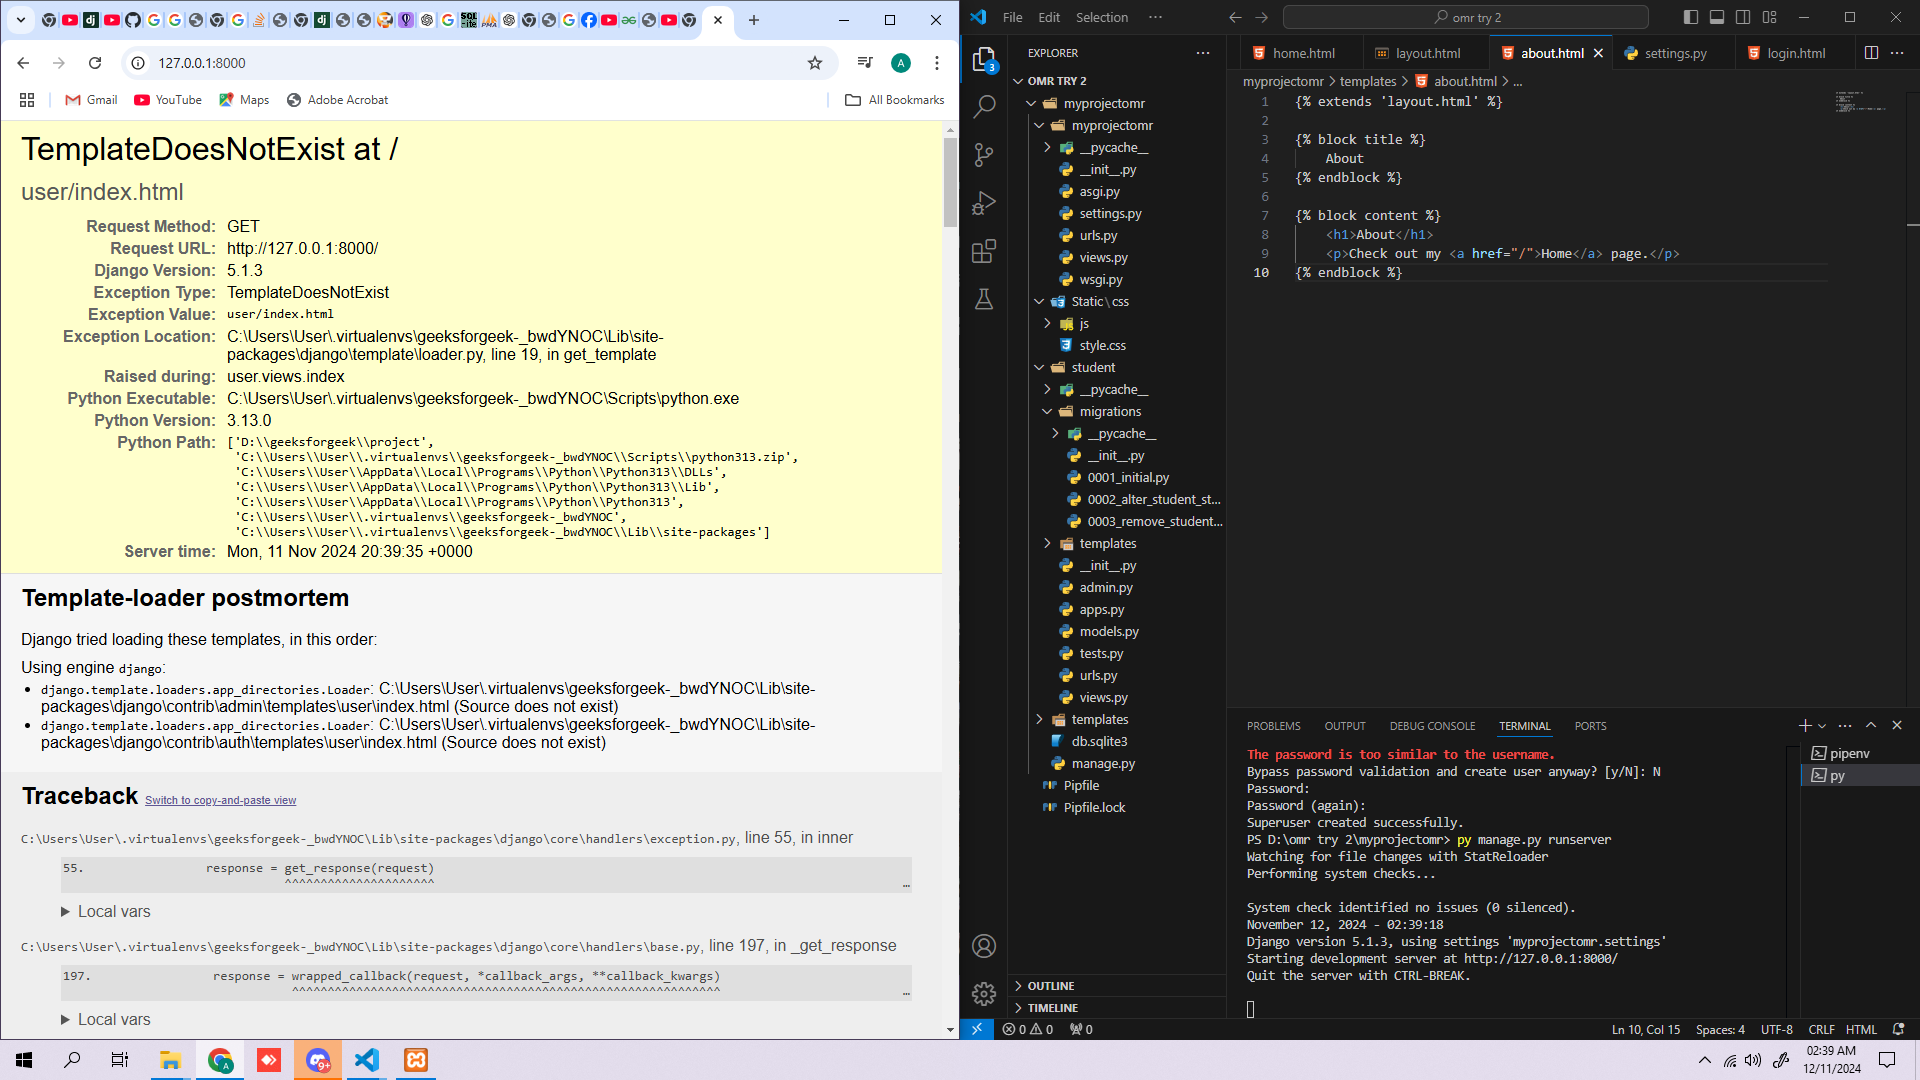 127.0.0.1:8000
Gmail
YouTube
Maps
Adobe Acrobat
All Bookmarks
TemplateDoesNotExist at /
user/index.html
Request Method: GET
Request URL: http://127.0.0.1:8000/
Django Version: 5.1.3
Exception Type: TemplateDoesNotExist
Exception Value: user/index.html
Exception Location: C:\Users\User\.virtualenvs\geeksforgeek-_bwdYNOC\Lib\site-
packages\django\template\loader.py, line 19, in get_template
Raised during: user.views.index
Python Executable: C:\Users\User\.virtualenvs\geeksforgeek-_bwdYNOC\Scripts\python.exe
Python Version: 3.13.0
Python Path: ['D:\\geeksforgeek\\project',
'C:\\Users\\User\\.virtualenvs\\geeksforgeek-_bwdYNOC\\Scripts\\python313.zip',
'C:\\Users\\User\\AppData\\Local\\Programs\\Python\\Python313\\DLLs',
'C:\\Users\\User\\AppData\\Local\\Programs\\Python\\Python313\\Lib',
'C:\\Users\\User\\AppData\\Local\\Programs\\Python\\Python313',
'C:\\Users\\User\\.virtualenvs\\geeksforgeek-_bwdYNOC',
'C:\\Users\\User\\.virtualenvs\\geeksforgeek-_bwdYNOC\\Lib\\site-packages']
Server time: Mon, 11 Nov 2024 20:39:35 +0000
Template-loader postmortem
Django tried loading these templates, in this order:
Using engine django:
• django.template.loaders.app_directories.Loader: C:\Users\User\.virtualenvs\geeksforgeek-_bwdYNOC\Lib\site-
packages\django\contrib\admin\templates\user\index.html (Source does not exist)
• django.template.loaders.app_directories.Loader: C:\Users\User\.virtualenvs\geeksforgeek-_bwdYNOC\Lib\site-
packages\django\contrib\auth\templates\user\index.html (Source does not exist)
Traceback Switch to copy-and-paste view
C:\Users\User\.virtualenvs\geeksforgeek-_bwdYNOC\Lib\site-packages\django\core\handlers\exception.py, line 55, in inner
55. response = get_response(request)
^^^^^^^^^^^^^^^^^^^^^
…
▶ Local vars
C:\Users\User\.virtualenvs\geeksforgeek-_bwdYNOC\Lib\site-packages\django\core\handlers\base.py, line 197, in _get_response
197. response = wrapped_callback(request, *callback_args, **callback_kwargs)
^^^^^^^^^^^^^^^^^^^^^^^^^^^^^^^^^^^^^^^^^^^^^^^^^^^^^^^^^^^^^
…
▶ Local vars
File Edit Selection ···
omr try 2
EXPLORER
3
OMR TRY 2
myprojectomr
myprojectomr
__pycache__
__init__.py
asgi.py
settings.py
urls.py
views.py
wsgi.py
Static\css
js
style.css
student
__pycache__
migrations
__pycache__
__init__.py
0001_initial.py
0002_alter_student_st...
0003_remove_student...
templates
__init__.py
admin.py
apps.py
models.py
tests.py
urls.py
views.py
templates
db.sqlite3
manage.py
Pipfile
Pipfile.lock
OUTLINE
TIMELINE
home.html
layout.html
about.html
settings.py
login.html
myprojectomr > templates > about.html > ...
1 {% extends 'layout.html' %}
2
3 {% block title %}
4 About
5 {% endblock %}
6
7 {% block content %}
8 <h1>About</h1>
9 <p>Check out my <a href="/">Home</a> page.</p>
10 {% endblock %}
PROBLEMS OUTPUT DEBUG CONSOLE TERMINAL PORTS
The password is too similar to the username.
Bypass password validation and create user anyway? [y/N]: N
Password:
Password (again):
Superuser created successfully.
PS D:\omr try 2\myprojectomr> py manage.py runserver
Watching for file changes with StatReloader
Performing system checks...
System check identified no issues (0 silenced).
November 12, 2024 - 02:39:18
Django version 5.1.3, using settings 'myprojectomr.settings'
Starting development server at http://127.0.0.1:8000/
Quit the server with CTRL-BREAK.
pipenv
py
0 0 0
Ln 10, Col 15 Spaces: 4 UTF-8 CRLF HTML
02:39 AM
12/11/2024